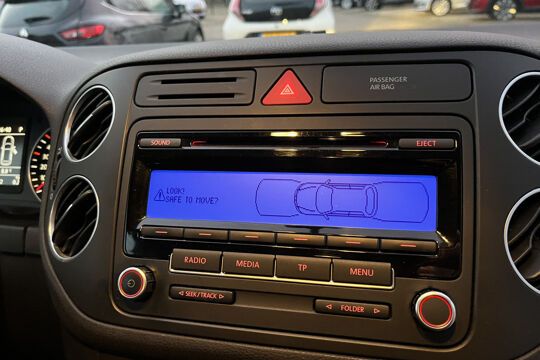 PASSENGER
AIR BAG
SOUND
EJECT
LOOK!
SAFE TO MOVE?
RADIO
MEDIA
TP
MENU
SEEK/TRACK
FOLDER